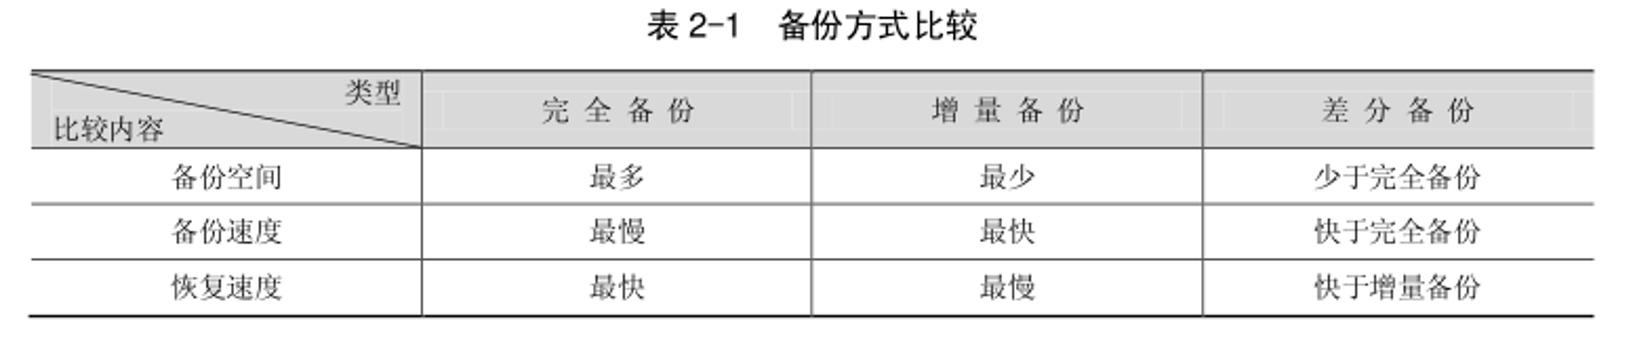 表 2-1 备份方式比较
类型
比较内容
完全备份 增量备份 差分备份
备份空间 最多 最少 少于完全备份
备份速度 最慢 最快 快于完全备份
恢复速度 最快 最慢 快于增量备份